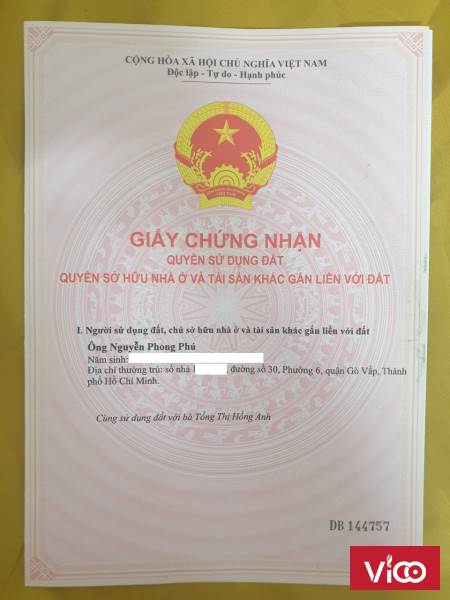 CỘNG HÒA XÃ HỘI CHỦ NGHĨA VIỆT NAM
Độc lập - Tự do - Hạnh phúc
GIẤY CHỨNG NHẬN
QUYỀN SỬ DỤNG ĐẤT
QUYỀN SỞ HỮU NHÀ Ở VÀ TÀI SẢN KHÁC GẮN LIỀN VỚI ĐẤT
I. Người sử dụng đất, chủ sở hữu nhà ở và tài sản khác gắn liền với đất
Ông Nguyễn Phong Phú
Năm sinh:
Địa chỉ thường trú: số nhà 1 đường số 30, Phường 6, quận Gò Vấp, Thành
phố Hồ Chí Minh.
Cùng sử dụng đất với bà Tống Thị Hồng Anh
DB 144757
Vico